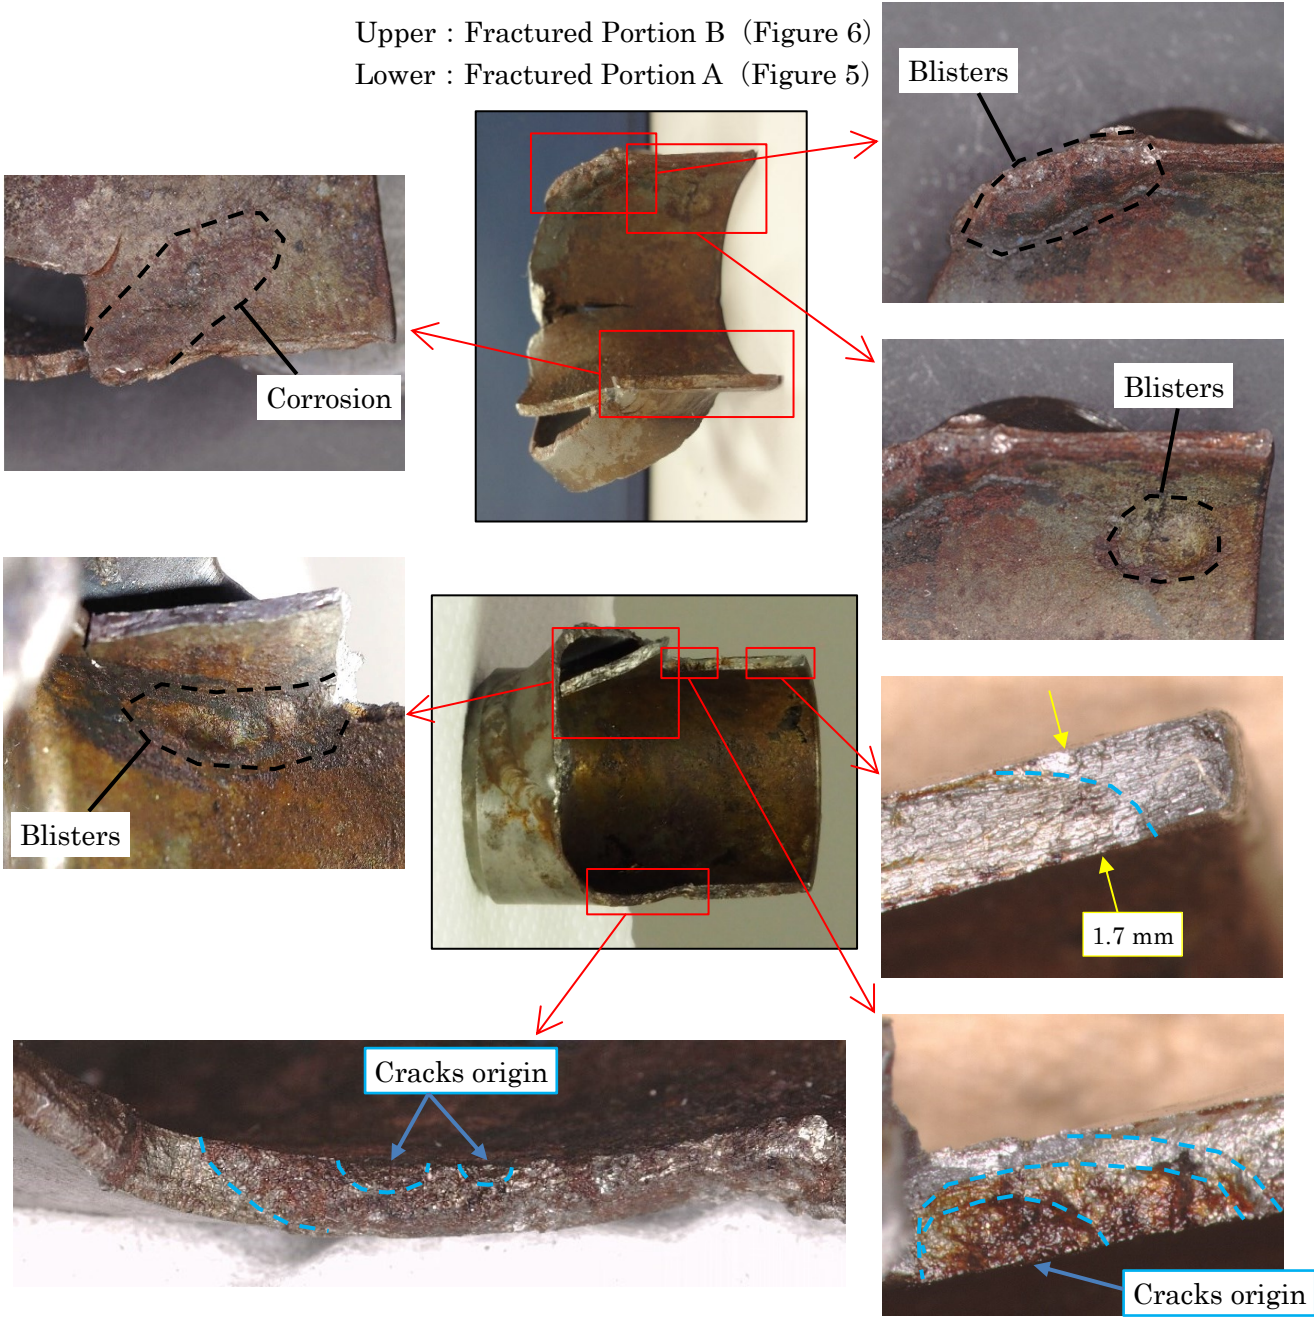 Upper : Fractured Portion B (Figure 6)
Lower : Fractured Portion A (Figure 5)
Blisters
Corrosion
Blisters
Blisters
1.7 mm
Cracks origin
Cracks origin